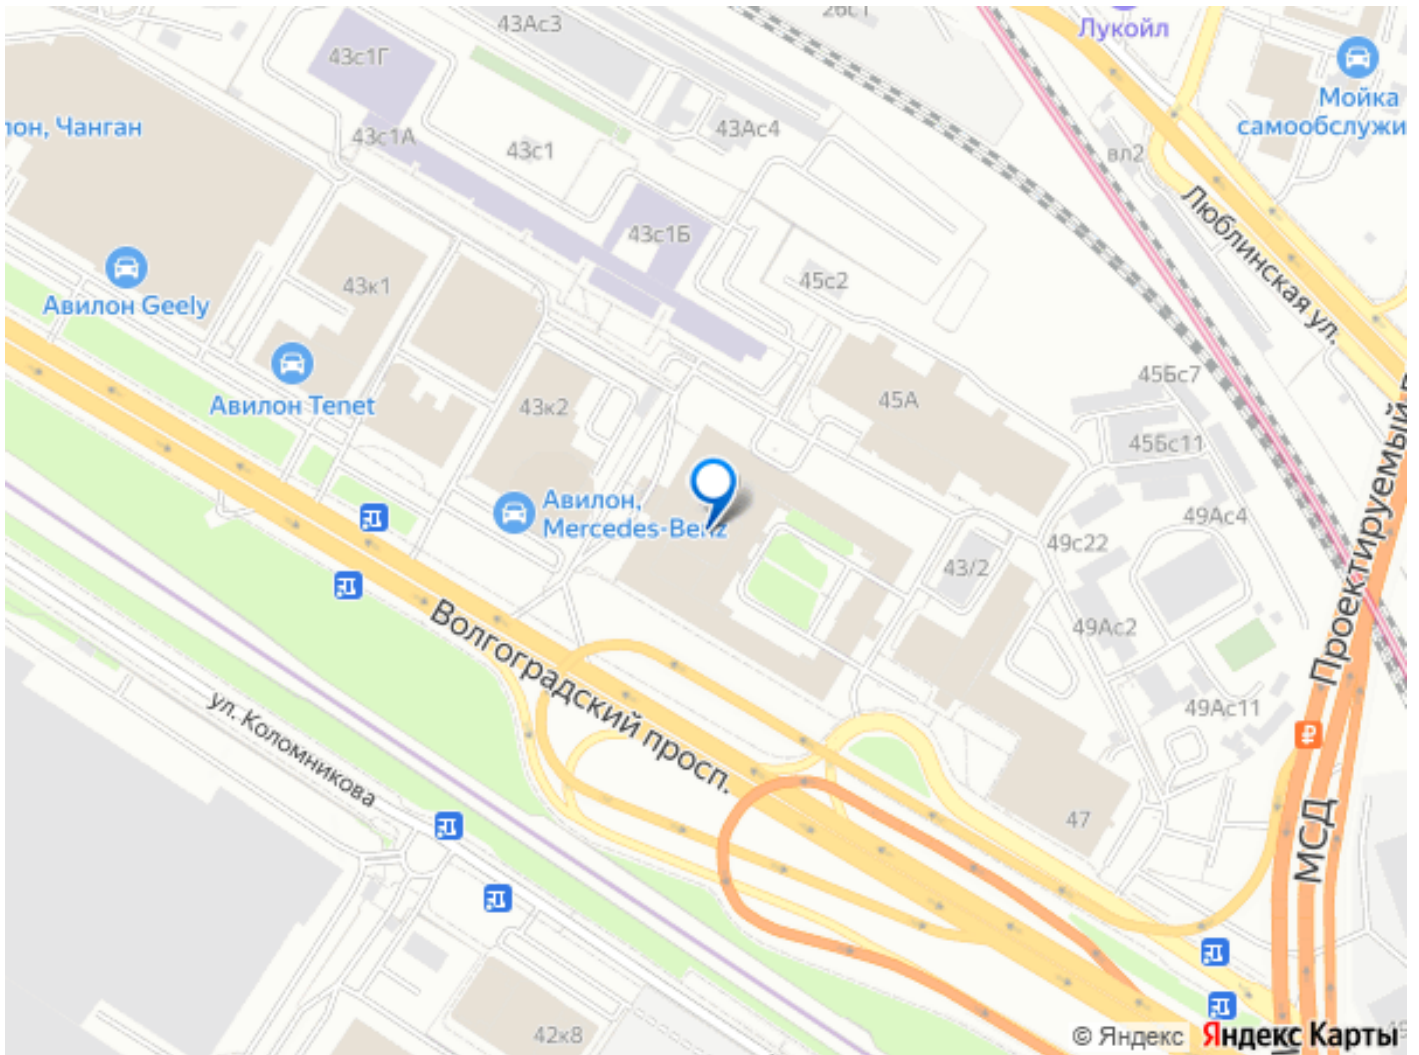 43Ас3
26с1
Лукойл
43с1Г
Мойка
самообслужи
лон, Чанган
43с1А
43с1
43Ас4
вл2
Люблинская ул.
43с1Б
45с2
43к1
Авилон Geely
Авилон Tenet
43к2
45А
45Бс7
45Бс11
Авилон,
Mercedes-Benz
49Ас4
49с22
43/2
49Ас2
49Ас11
Проектируемый
Волгоградский просп.
ул. Коломникова
47
МСД
42к8
© Яндекс Яндекс Карты